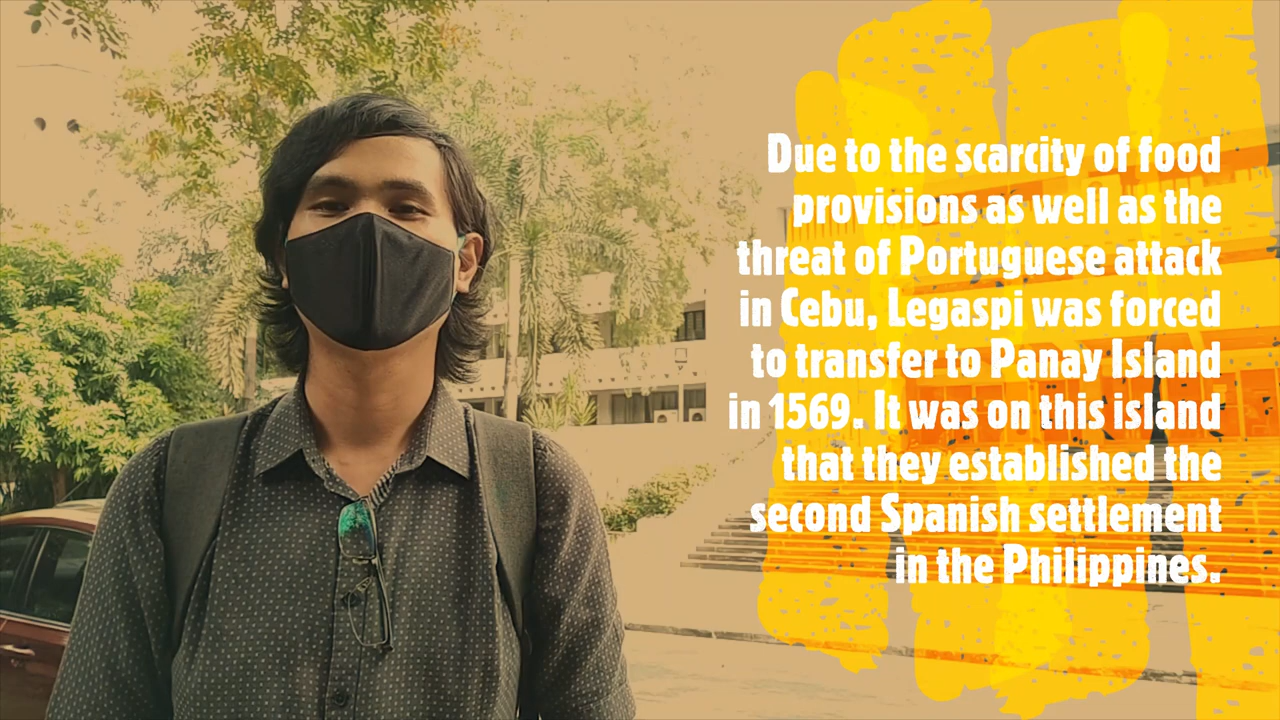 Due to the scarcity of food
provisions as well as the
threat of Portuguese attack
in Cebu, Legaspi was forced
to transfer to Panay Island
in 1569. It was on this island
that they established the
second Spanish settlement
in the Philippines.